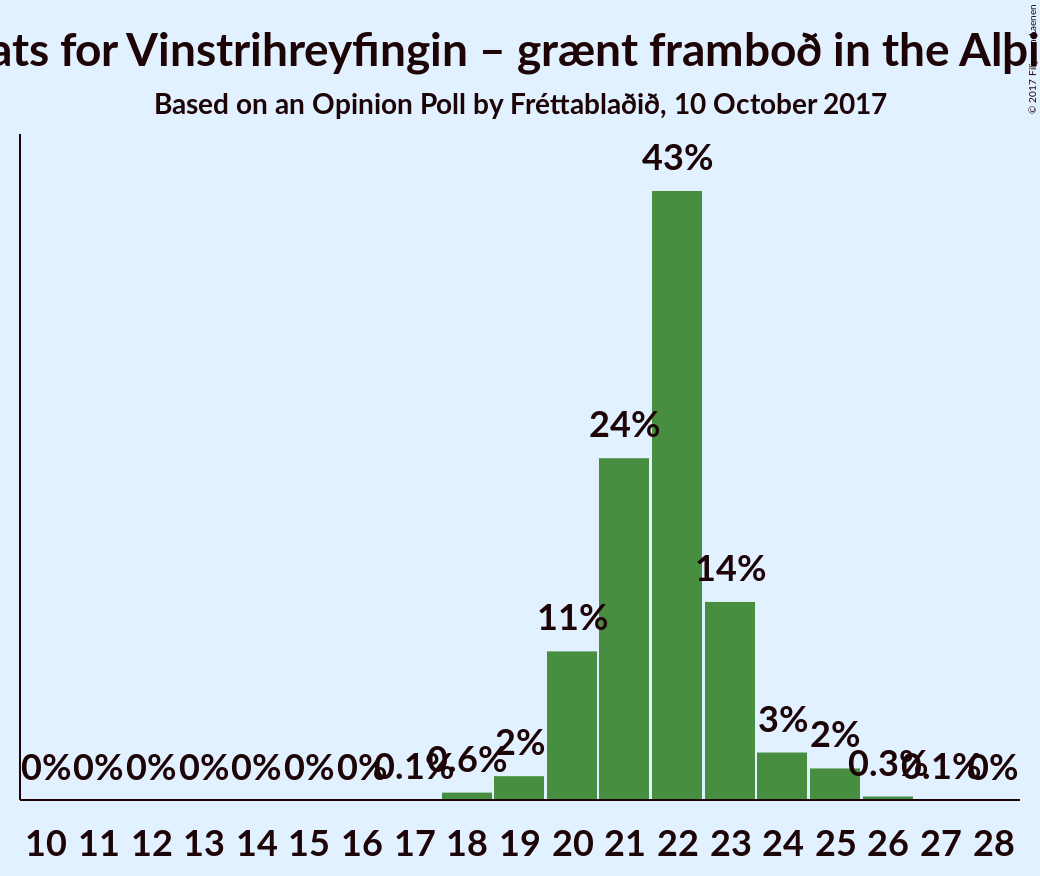 ats for Vinstrihreyfingin – grænt framboð in the Alþi
Based on an Opinion Poll by Fréttablaðið, 10 October 2017
© 2017
43%
24%
14%
11%
3%
2%
2%
0% 0% 0% 0% 0% 0% 0% 0.1% 0.6% 0.3% 0.1% 0%
10 11 12 13 14 15 16 17 18 19 20 21 22 23 24 25 26 27 28